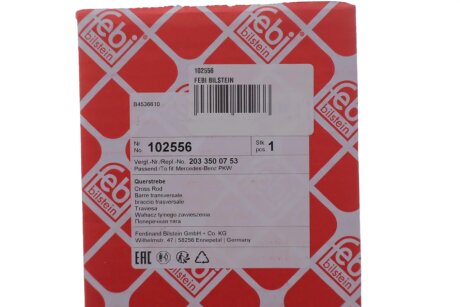 febi
bilstein
102556
FEBI BILSTEIN
B4536610
Nr.
No. 102556
Stk
pos. 1
Vergl.-Nr./Repl.-No. 203 350 07 53
Passend./To fit Mercedes-Benz PKW
Querstrebe
Cross Rod
Barre transversale
braccio trasversale
Traviesa
Wahacz tylnego zawieszenia
Поперечная тяга
Ferdinand Bilstein GmbH + Co. KG
Wilhelmstr. 47 / 58256 Ennepetal / Germany
EAC